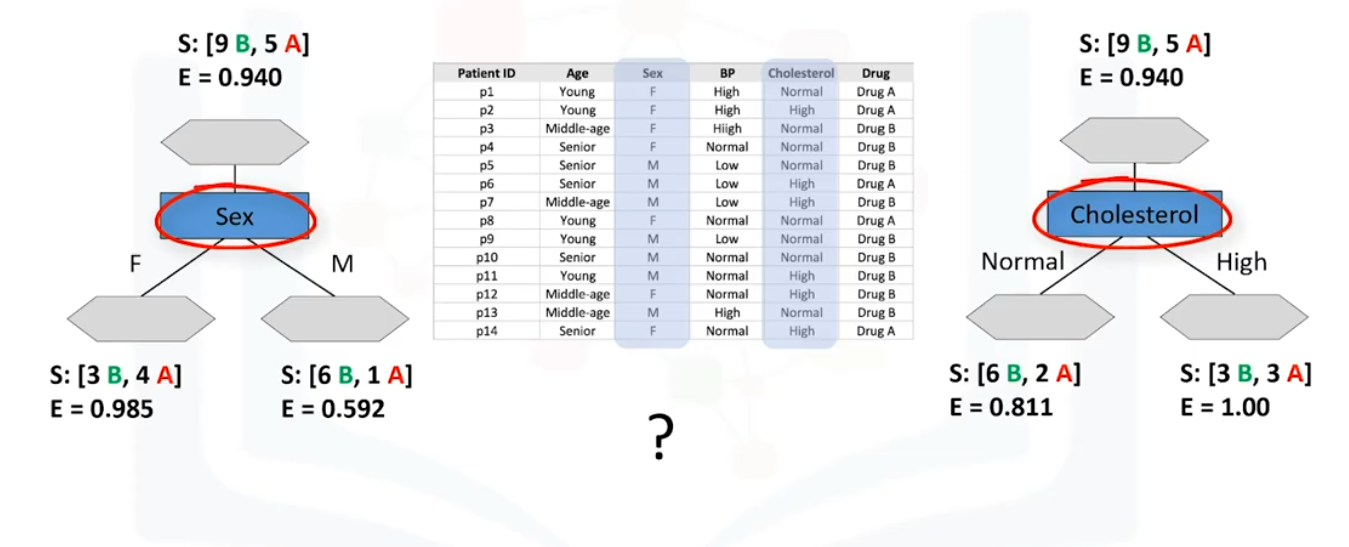 S: [9 B, 5 A]
E = 0.940
Sex
F
M
S: [3 B, 4 A]
E = 0.985
S: [6 B, 1 A]
E = 0.592
Patient ID Age Sex BP Cholesterol Drug
p1 Young F High Normal Drug A
p2 Young F High High Drug A
p3 Middle-age F Hiigh Normal Drug B
p4 Senior F Normal Normal Drug B
p5 Senior M Low Normal Drug B
p6 Senior M Low High Drug A
p7 Middle-age M Low High Drug B
p8 Young F Normal Normal Drug A
p9 Young M Low Normal Drug B
p10 Senior M Normal Normal Drug B
p11 Young M Normal High Drug B
p12 Middle-age F Normal High Drug B
p13 Middle-age M High Normal Drug B
p14 Senior F Normal High Drug A
?
S: [9 B, 5 A]
E = 0.940
Cholesterol
Normal
High
S: [6 B, 2 A]
E = 0.811
S: [3 B, 3 A]
E = 1.00